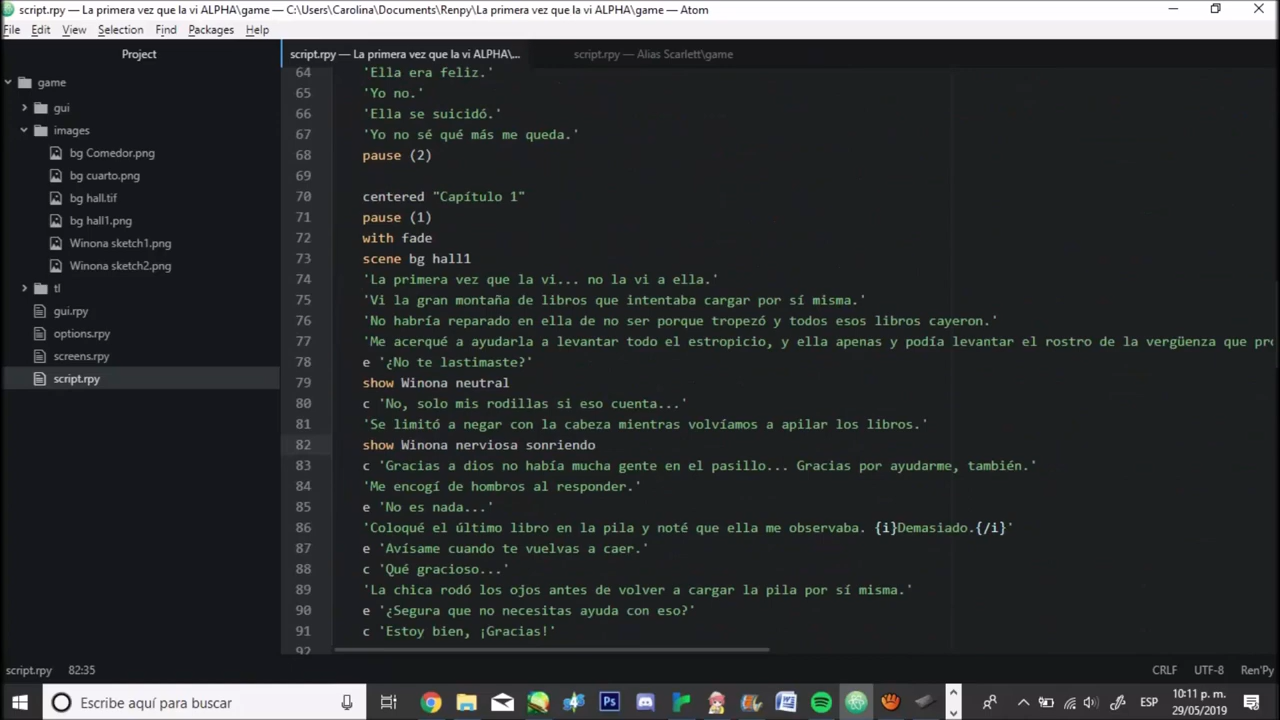 script.rpy — La primera vez que la vi ALPHA\game — C:\Users\Carolina\Documents\Renpy\La primera vez que la vi ALPHA\game — Atom
File Edit View Selection Find Packages Help
Project
script.rpy — La primera vez que la vi ALPHA\...
script.rpy — Alias Scarlett\game
game
gui
images
bg Comedor.png
bg cuarto.png
bg hall.tif
bg hall1.png
Winona sketch1.png
Winona sketch2.png
tl
gui.rpy
options.rpy
screens.rpy
script.rpy
64 'Ella era feliz.'
65 'Yo no.'
66 'Ella se suicidó.'
67 'Yo no sé qué más me queda.'
68 pause (2)
69
70 centered "Capítulo 1"
71 pause (1)
72 with fade
73 scene bg hall1
74 'La primera vez que la vi... no la vi a ella.'
75 'Vi la gran montaña de libros que intentaba cargar por sí misma.'
76 'No habría reparado en ella de no ser porque tropezó y todos esos libros cayeron.'
77 'Me acerqué a ayudarla a levantar todo el estropicio, y ella apenas y podía levantar el rostro de la vergüenza que pre
78 e '¿No te lastimaste?'
79 show Winona neutral
80 c 'No, solo mis rodillas si eso cuenta...'
81 'Se limitó a negar con la cabeza mientras volvíamos a apilar los libros.'
82 show Winona nerviosa sonriendo
83 c 'Gracias a dios no había mucha gente en el pasillo... Gracias por ayudarme, también.'
84 'Me encogí de hombros al responder.'
85 e 'No es nada...'
86 'Coloqué el último libro en la pila y noté que ella me observaba. {i}Demasiado.{/i}'
87 e 'Avísame cuando te vuelvas a caer.'
88 c 'Qué gracioso...'
89 'La chica rodó los ojos antes de volver a cargar la pila por sí misma.'
90 e '¿Segura que no necesitas ayuda con eso?'
91 c 'Estoy bien, ¡Gracias!'
92
script.rpy 82:35
CRLF UTF-8 Ren'Py
Escribe aquí para buscar
Ps
ESP
10:11 p. m.
29/05/2019